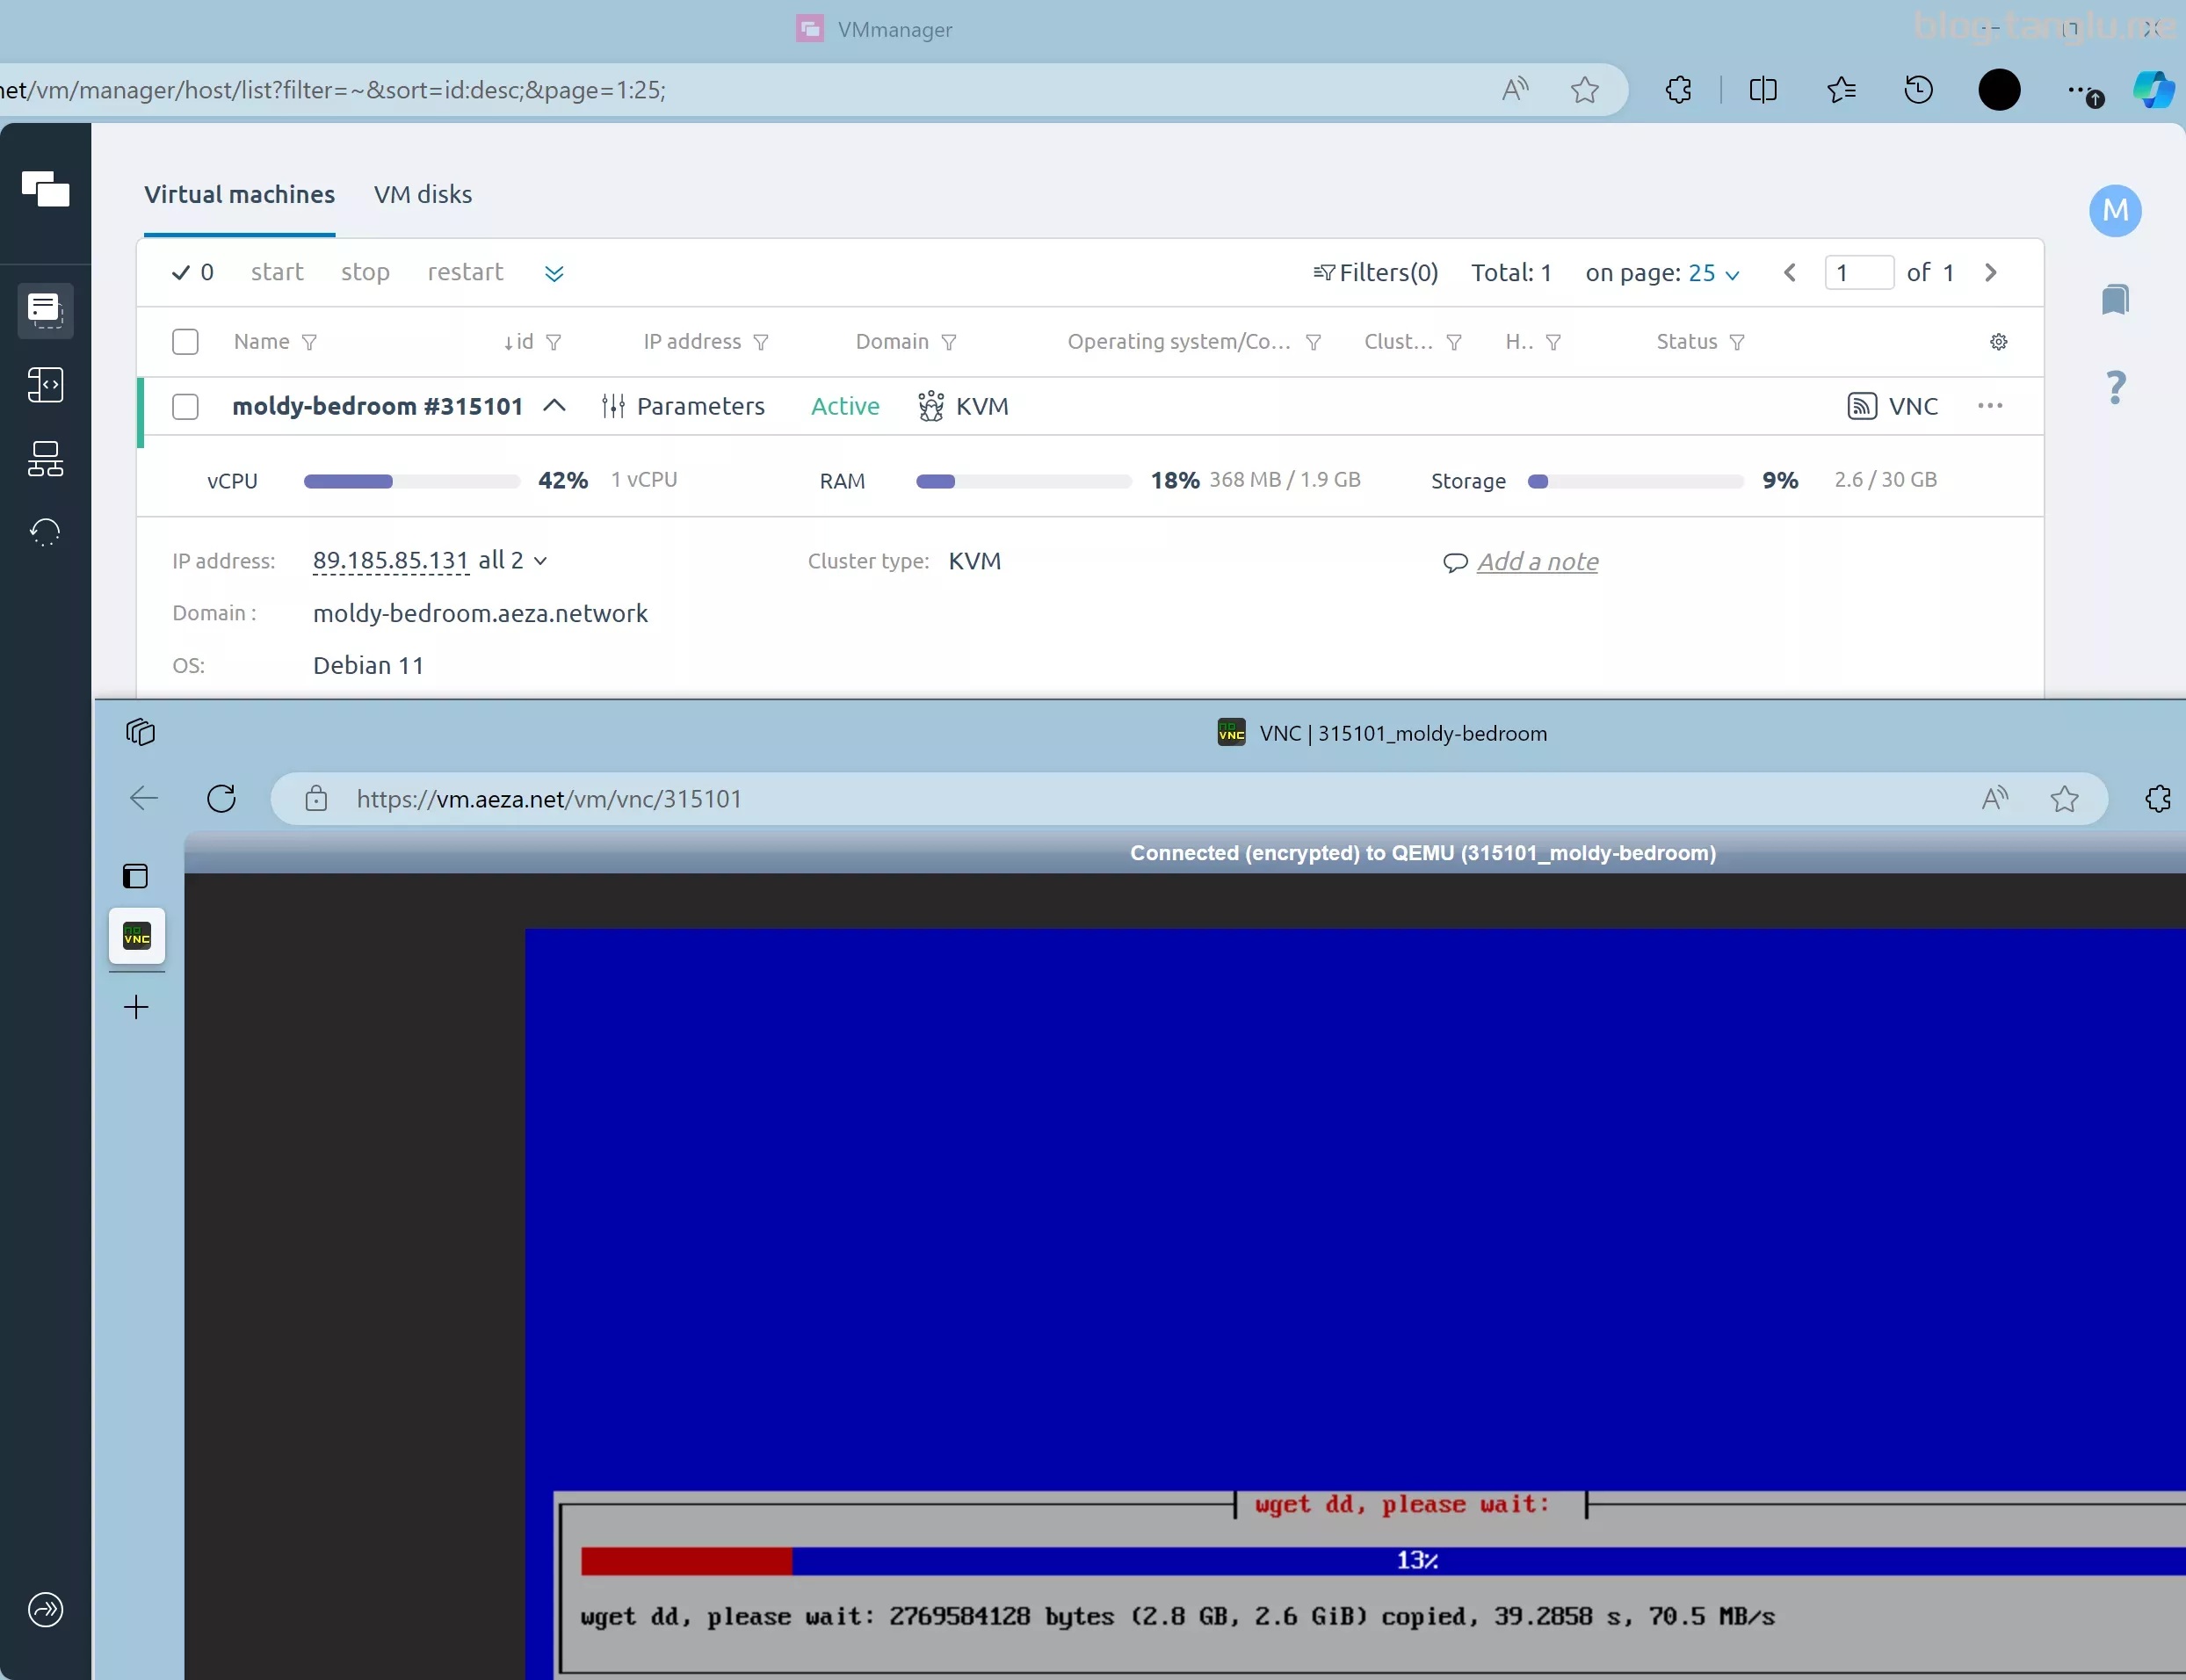 VMmanager
blog.tanglu.me
net/vm/manager/host/list?filter=~&sort=id:desc;&page=1:25;
Virtual machines VM disks
M
0 start stop restart Filters(0) Total: 1 on page: 25 1 of 1
Name ↓id IP address Domain Operating system/Co... Clust... H.. Status
moldy-bedroom #315101 Parameters Active KVM VNC ...
?
vCPU 42% 1 vCPU RAM 18% 368 MB / 1.9 GB Storage 9% 2.6 / 30 GB
IP address: 89.185.85.131 all 2 Cluster type: KVM Add a note
Domain : moldy-bedroom.aeza.network
OS: Debian 11
no VNC VNC | 315101_moldy-bedroom
https://vm.aeza.net/vm/vnc/315101
Connected (encrypted) to QEMU (315101_moldy-bedroom)
no VNC
wget dd, please wait:
13%
wget dd, please wait: 2769584128 bytes (2.8 GB, 2.6 GiB) copied, 39.2858 s, 70.5 MB/s